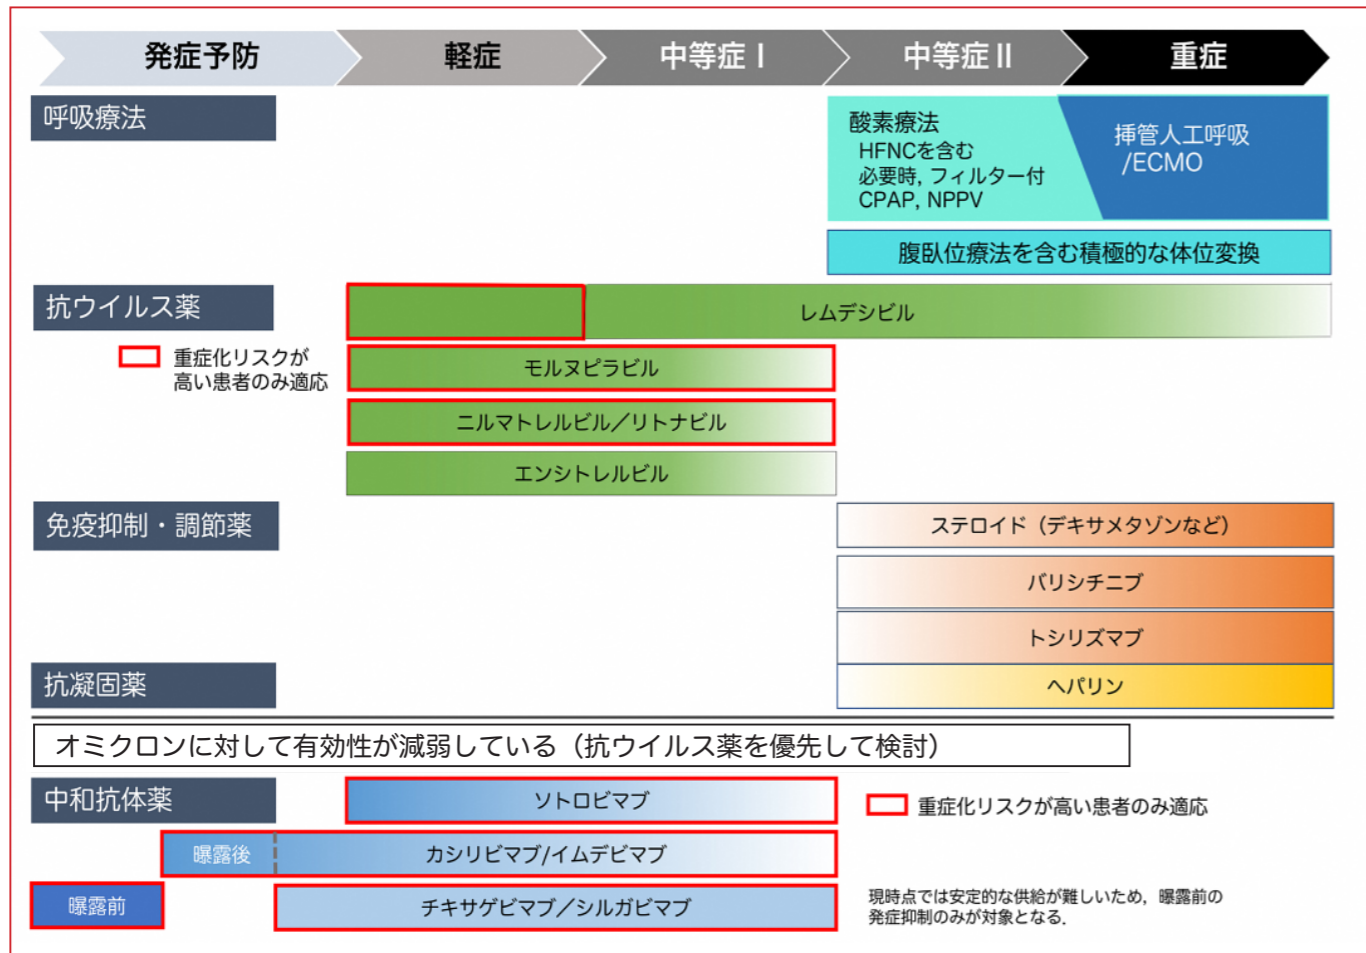 発症予防
軽症
中等症Ⅰ
中等症Ⅱ
重症
呼吸療法
酸素療法
HFNCを含む
必要時, フィルター付
CPAP, NPPV
挿管人工呼吸
/ECMO
腹臥位療法を含む積極的な体位変換
抗ウイルス薬
重症化リスクが
高い患者のみ適応
レムデシビル
モルヌピラビル
ニルマトレルビル／リトナビル
エンシトレルビル
免疫抑制・調節薬
ステロイド（デキサメタゾンなど）
バリシチニブ
トシリズマブ
抗凝固薬
ヘパリン
オミクロンに対して有効性が減弱している（抗ウイルス薬を優先して検討）
中和抗体薬
ソトロビマブ
重症化リスクが高い患者のみ適応
曝露後
カシリビマブ/イムデビマブ
曝露前
チキサゲビマブ／シルガビマブ
現時点では安定的な供給が難しいため，曝露前の
発症抑制のみが対象となる．